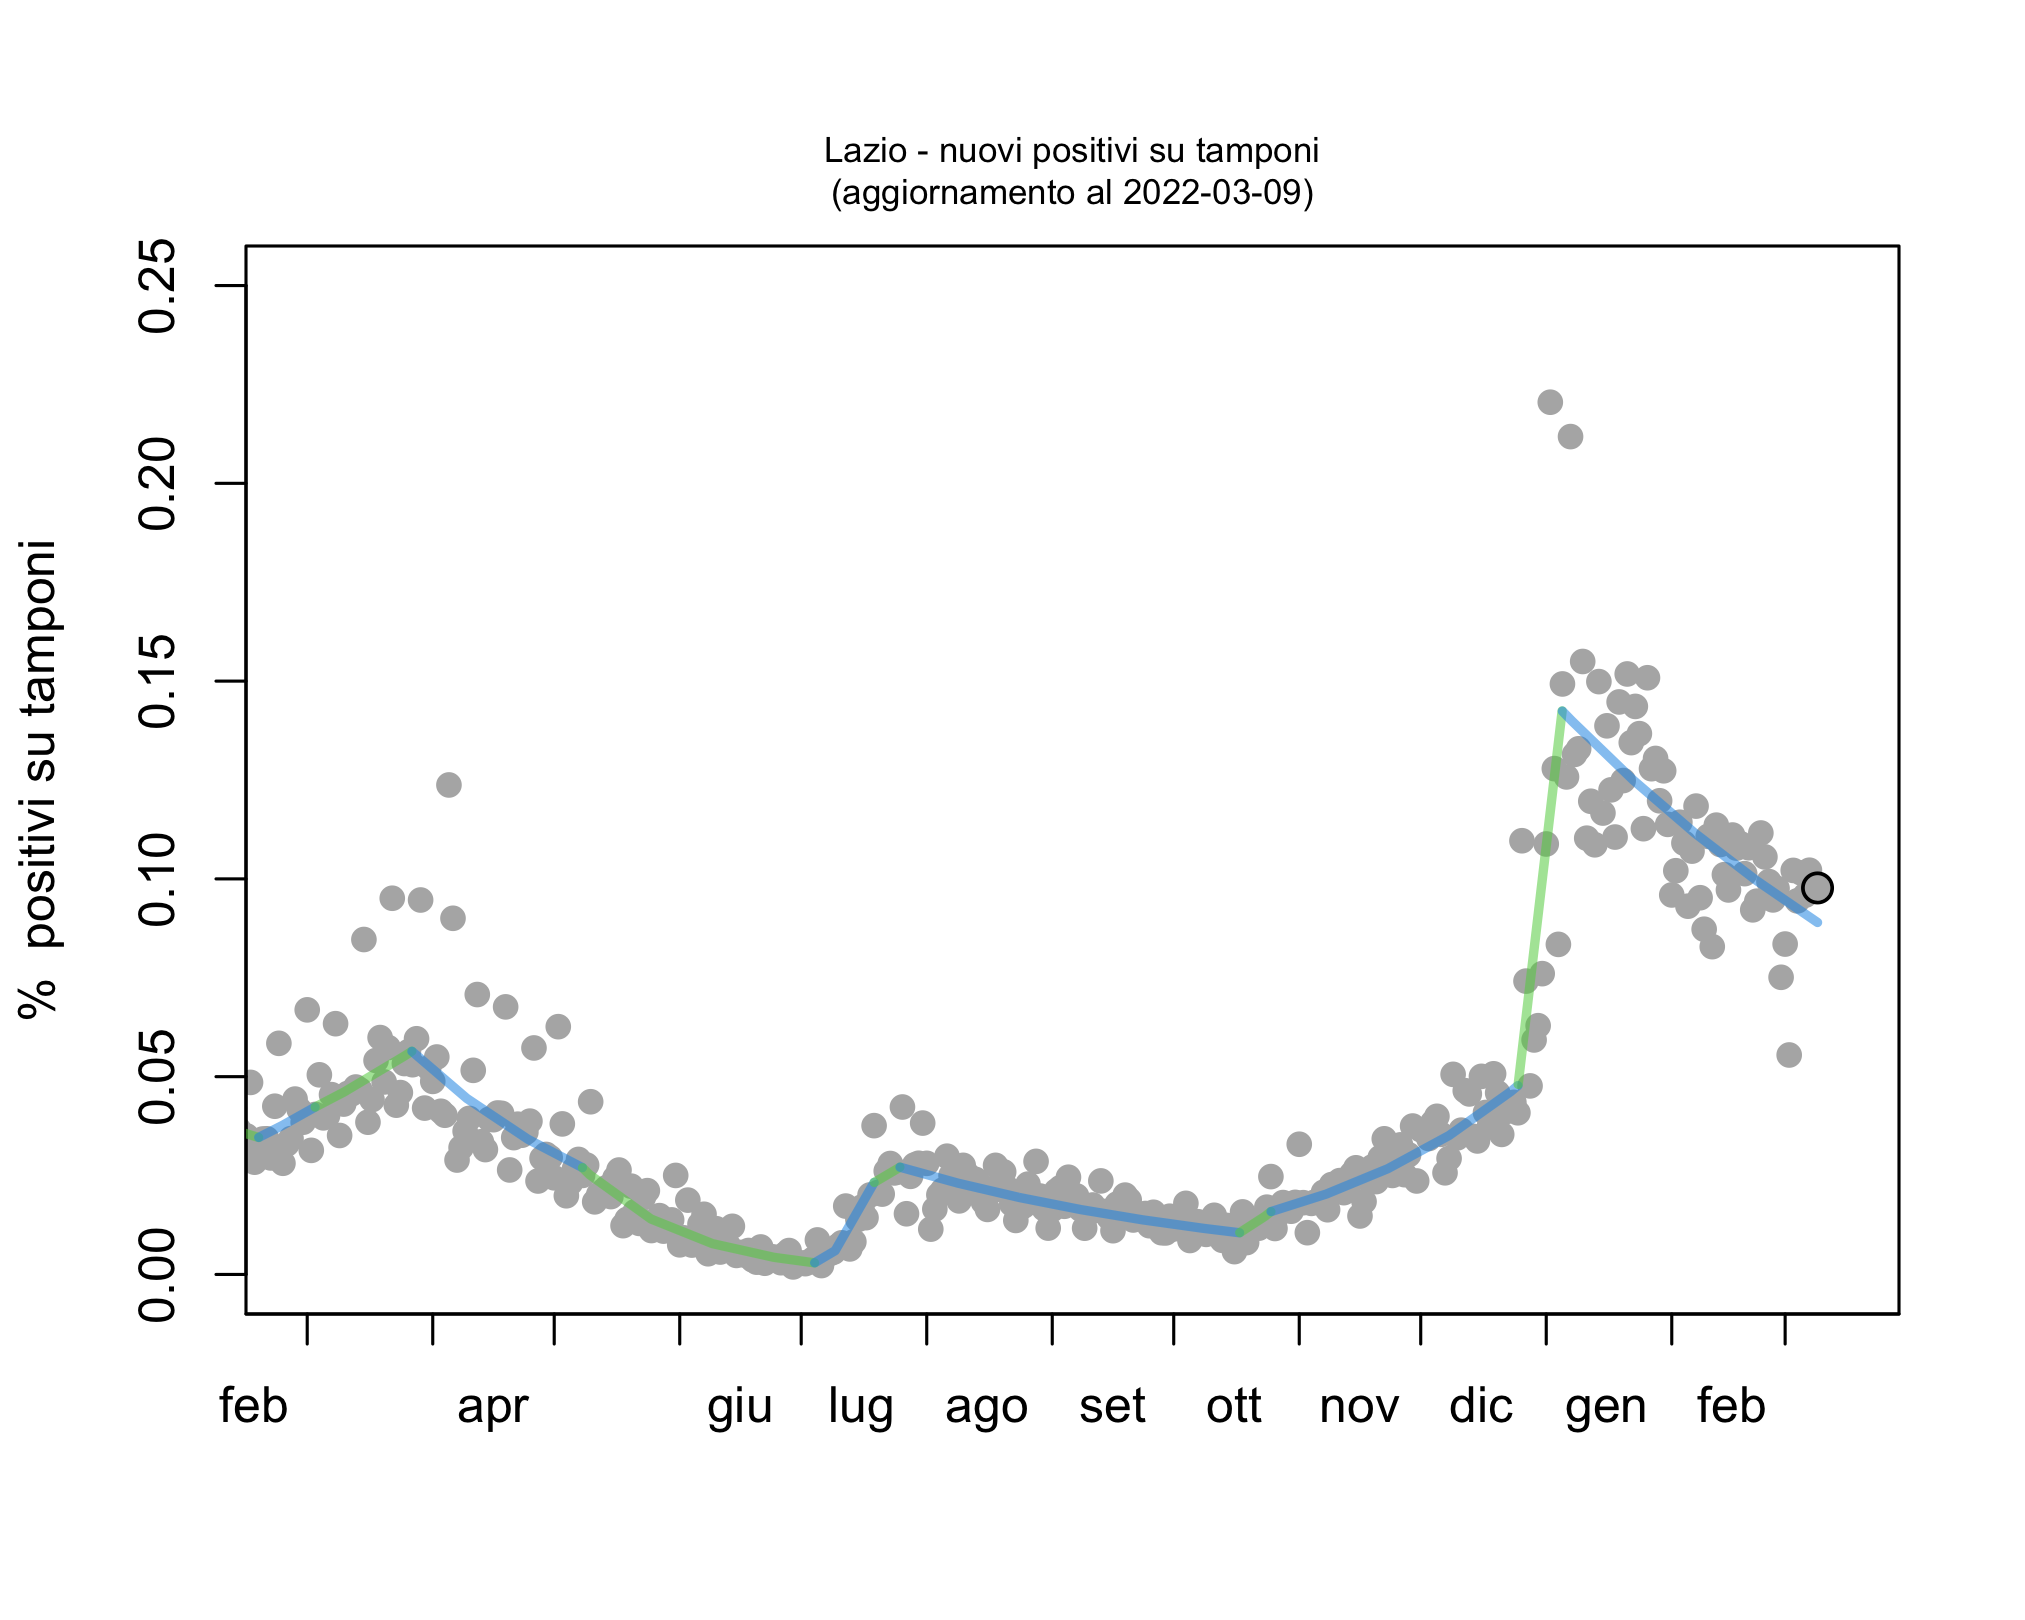 Lazio - nuovi positivi su tamponi
(aggiornamento al 2022-03-09)
% positivi su tamponi
0.25
0.20
0.15
0.10
0.05
0.00
feb apr giu lug ago set ott nov dic gen feb